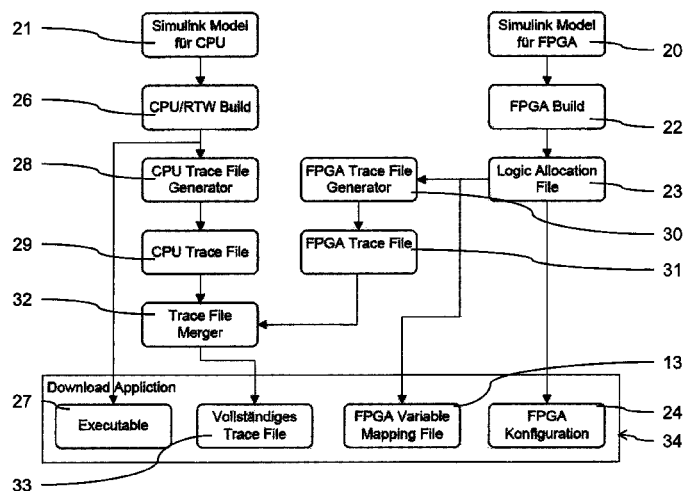 21
Simulink Model
für CPU
Simulink Model
für FPGA
20
26
CPU/RTW Build
FPGA Build
22
28
CPU Trace File
Generator
FPGA Trace File
Generator
Logic Allocation
File
23
30
29
CPU Trace File
FPGA Trace File
31
32
Trace File
Merger
13
Download Appliction
27
Executable
Vollständiges
Trace File
FPGA Variable
Mapping File
FPGA
Konfiguration
24
34
33